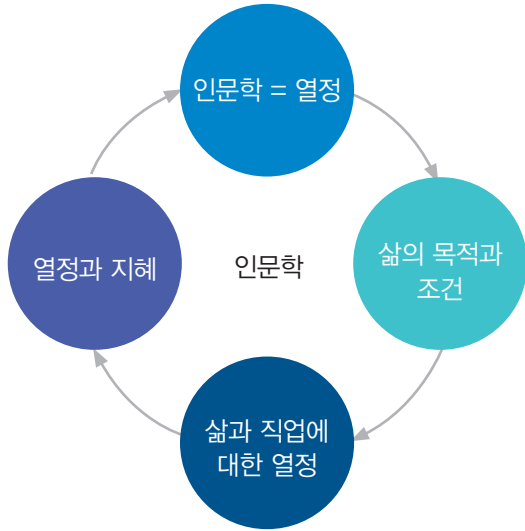 인문학 = 열정
삶의 목적과
조건
삶과 직업에
대한 열정
열정과 지혜
인문학